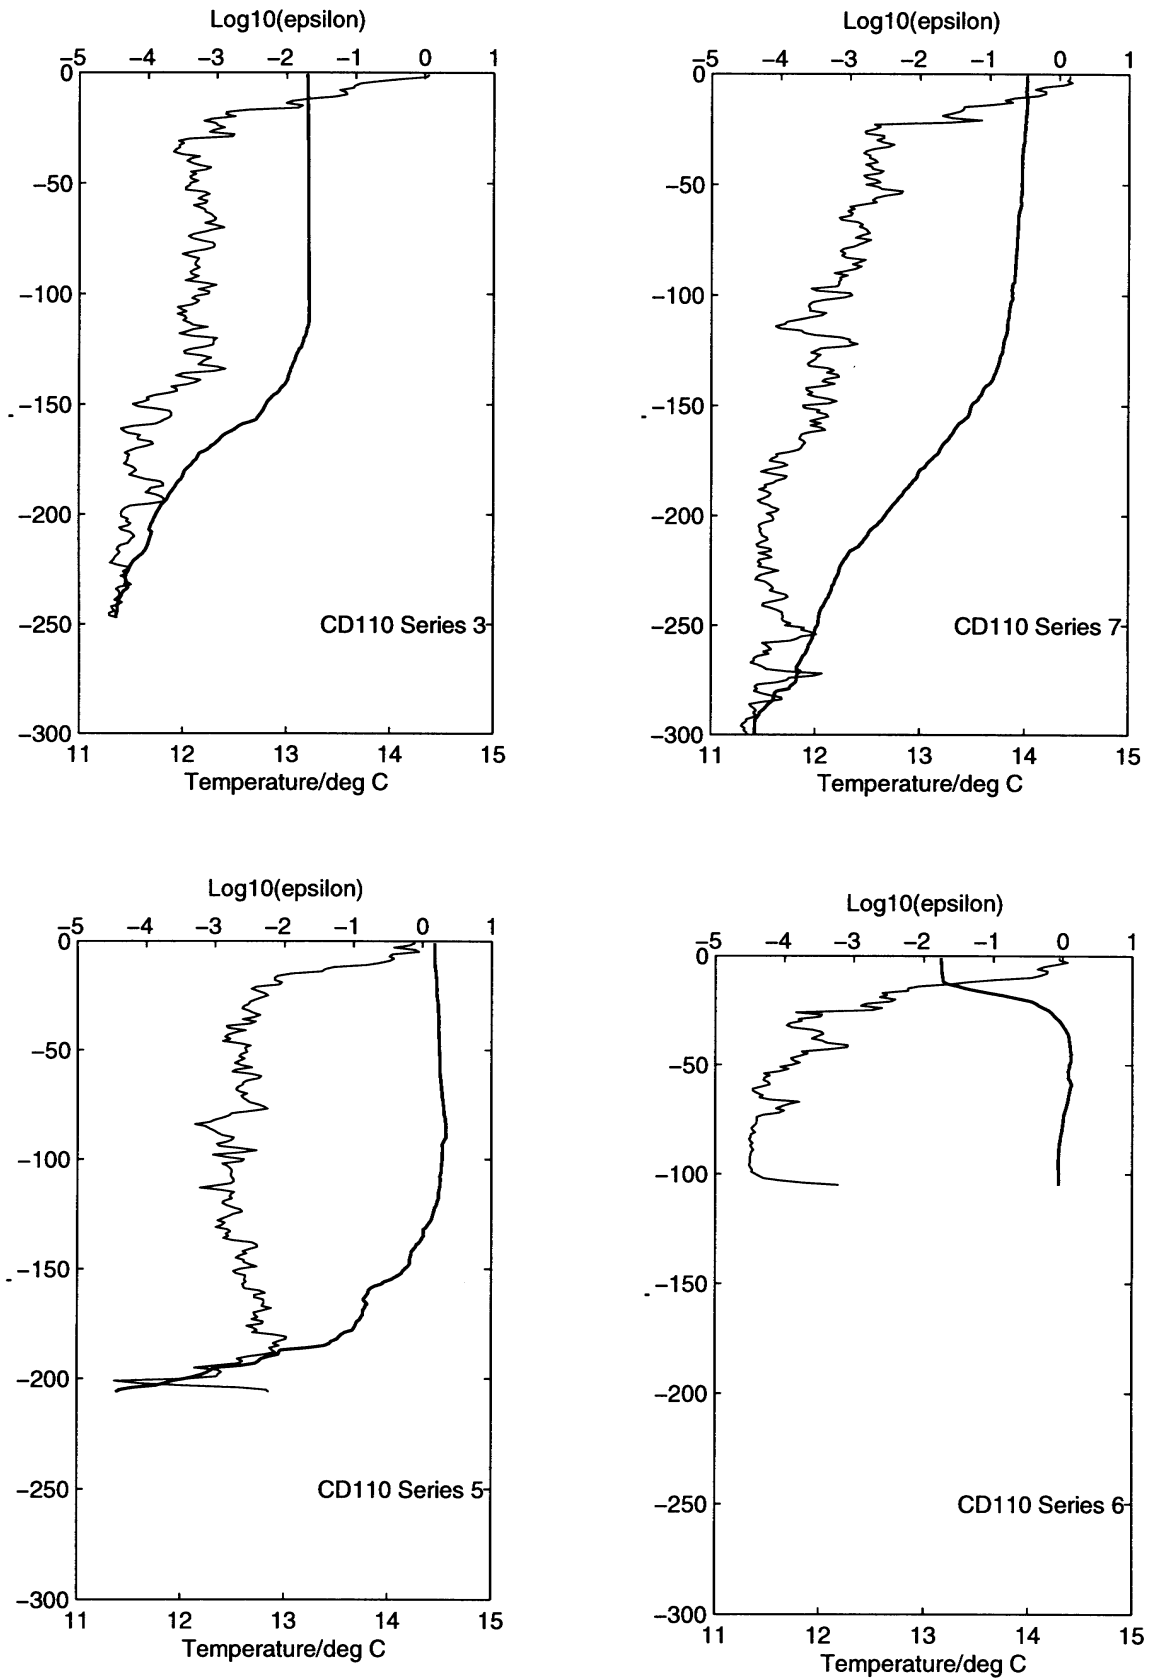 Log10(epsilon)
−5 −4 −3 −2 −1 0 1
0
−50
−100
−150
−200
−250
−300
CD110 Series 3
11 12 13 14 15
Temperature/deg C
Log10(epsilon)
−5 −4 −3 −2 −1 0 1
0
−50
−100
−150
−200
−250
−300
CD110 Series 7
11 12 13 14 15
Temperature/deg C
Log10(epsilon)
−5 −4 −3 −2 −1 0 1
0
−50
−100
−150
−200
−250
−300
CD110 Series 5
11 12 13 14 15
Temperature/deg C
Log10(epsilon)
−5 −4 −3 −2 −1 0 1
0
−50
−100
−150
−200
−250
−300
CD110 Series 6
11 12 13 14 15
Temperature/deg C